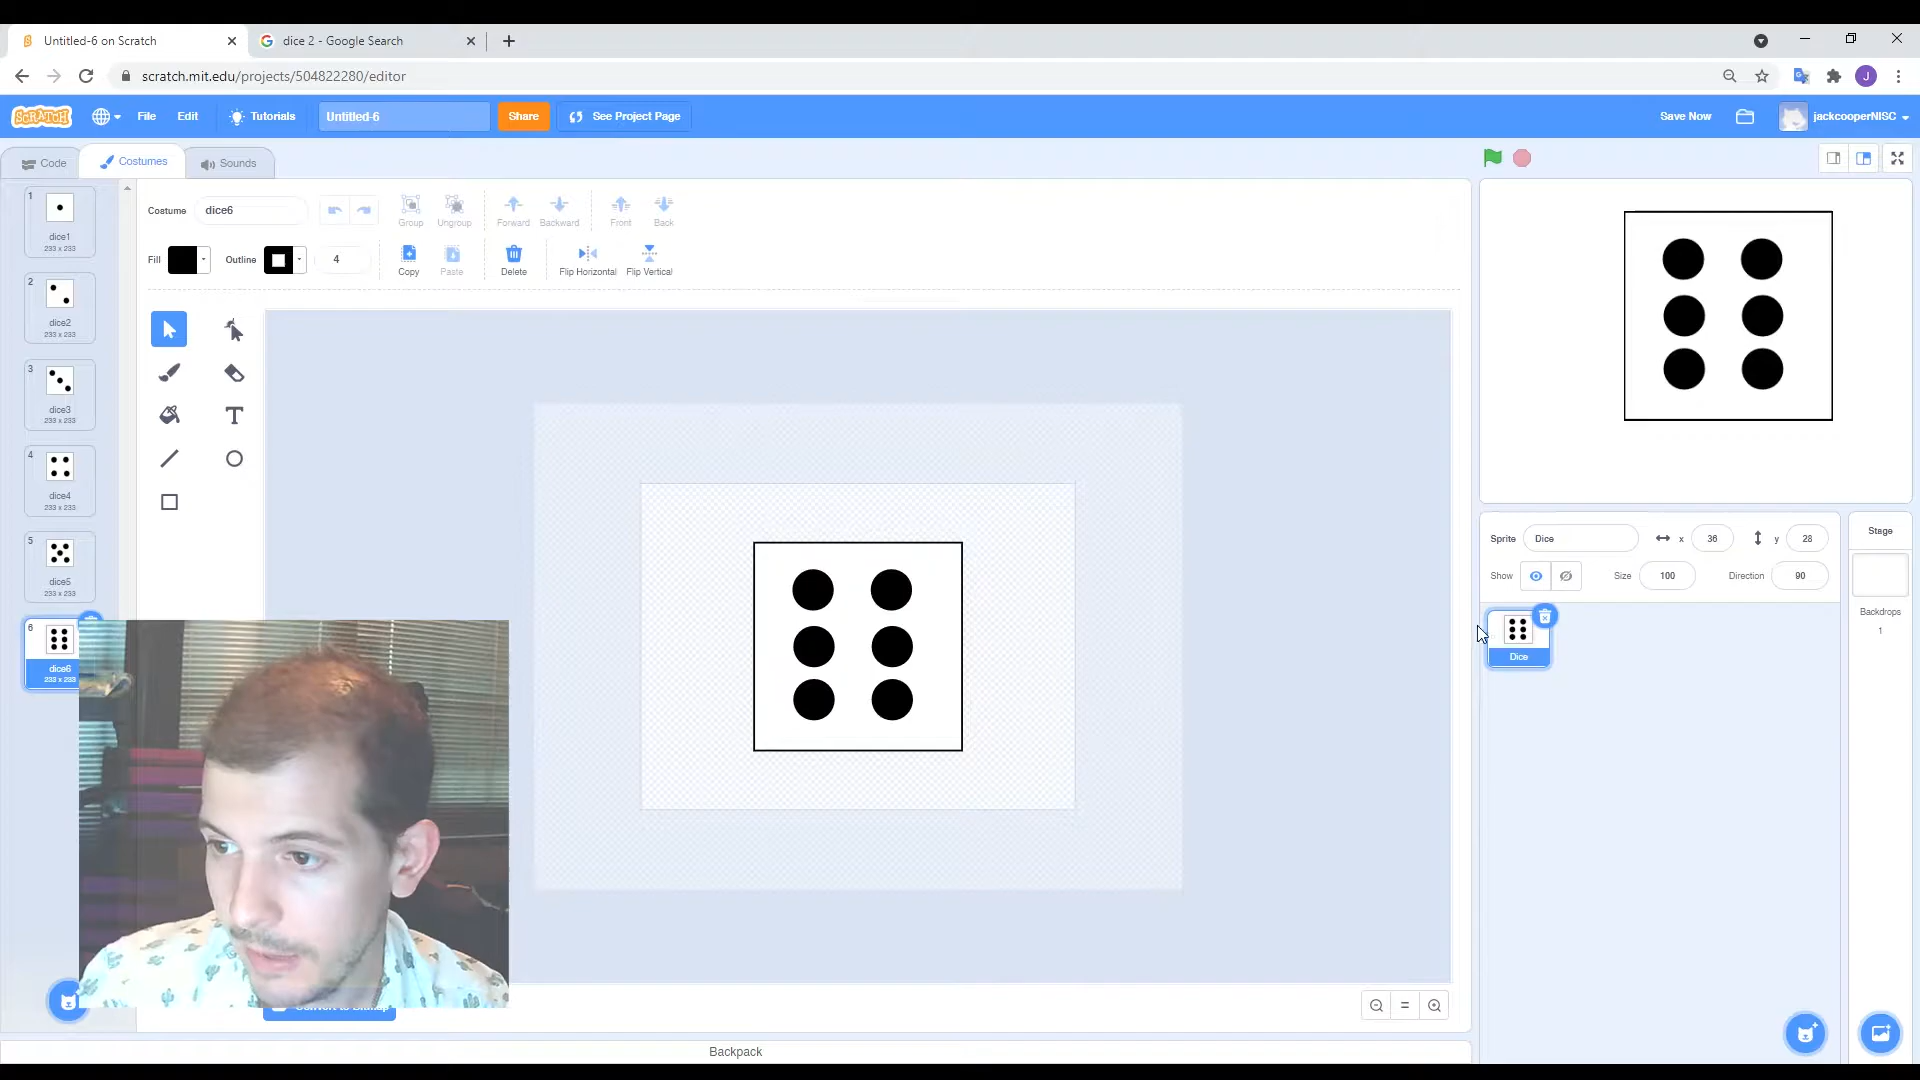 Untitled-6 on Scratch
dice 2 - Google Search
scratch.mit.edu/projects/504822280/editor
J
SCRATCH
File
Edit
Tutorials
Untitled-6
Share
See Project Page
Save Now
jackcooperNISC
Code
Costumes
Sounds
1
dice1
233 x 233
2
dice2
233 x 233
3
dice3
233 x 233
4
dice4
233 x 233
5
dice5
233 x 233
6
dice6
233 x 233
Costume
dice6
Group
Ungroup
Forward
Backward
Front
Back
Fill
Outline
4
Copy
Paste
Delete
Flip Horizontal
Flip Vertical
T
Sprite
Dice
x
36
y
28
Show
Size
100
Direction
90
Dice
Stage
Backdrops
1
Convert to Bitmap
Backpack